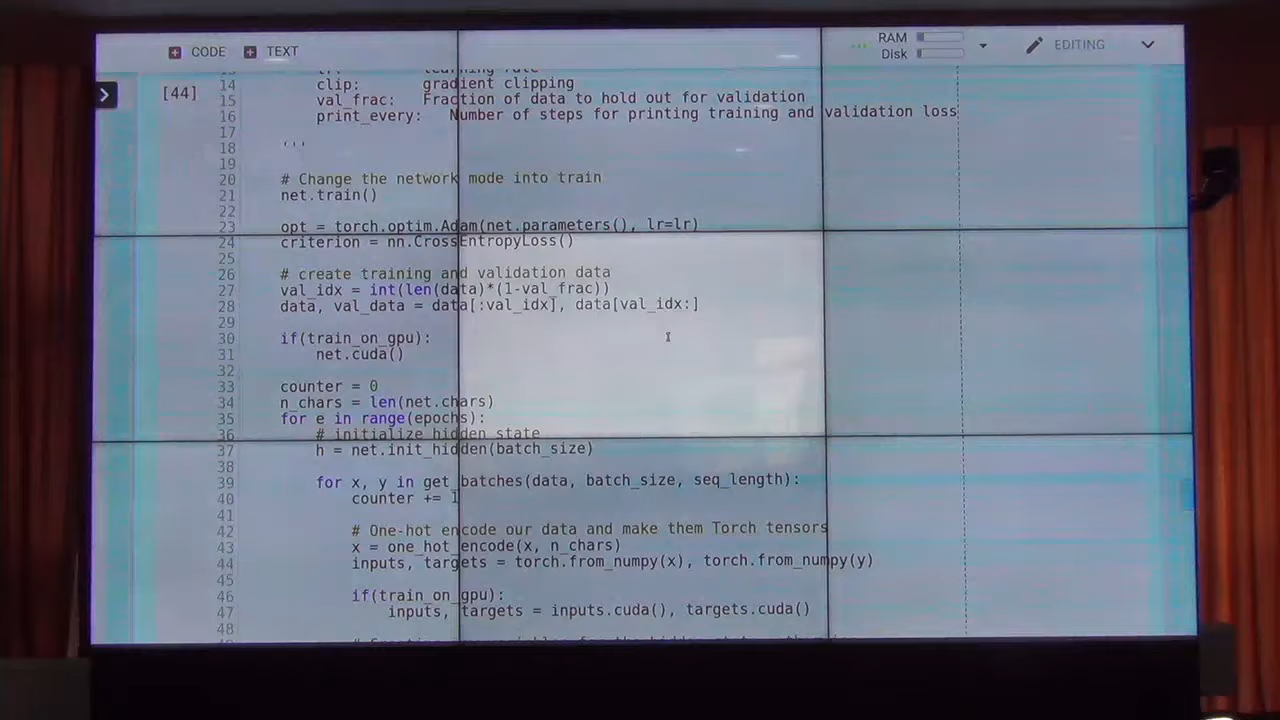 CODE TEXT
RAM
Disk
EDITING
[44]
learning rate
14 clip: gradient clipping
15 val_frac: Fraction of data to hold out for validation
16 print_every: Number of steps for printing training and validation loss
17
18 '''
19
20 # Change the network mode into train
21 net.train()
22
23 opt = torch.optim.Adam(net.parameters(), lr=lr)
24 criterion = nn.CrossEntropyLoss()
25
26 # create training and validation data
27 val_idx = int(len(data)*(1-val_frac))
28 data, val_data = data[:val_idx], data[val_idx:]
29
30 if(train_on_gpu):
31 net.cuda()
32
33 counter = 0
34 n_chars = len(net.chars)
35 for e in range(epochs):
36 # initialize hidden state
37 h = net.init_hidden(batch_size)
38
39 for x, y in get_batches(data, batch_size, seq_length):
40 counter += 1
41
42 # One-hot encode our data and make them Torch tensors
43 x = one_hot_encode(x, n_chars)
44 inputs, targets = torch.from_numpy(x), torch.from_numpy(y)
45
46 if(train_on_gpu):
47 inputs, targets = inputs.cuda(), targets.cuda()
48